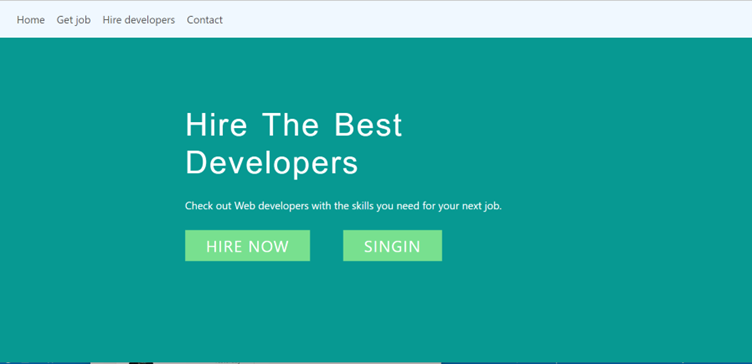 Home Get job Hire developers Contact
Hire The Best
Developers
Check out Web developers with the skills you need for your next job.
HIRE NOW SINGIN